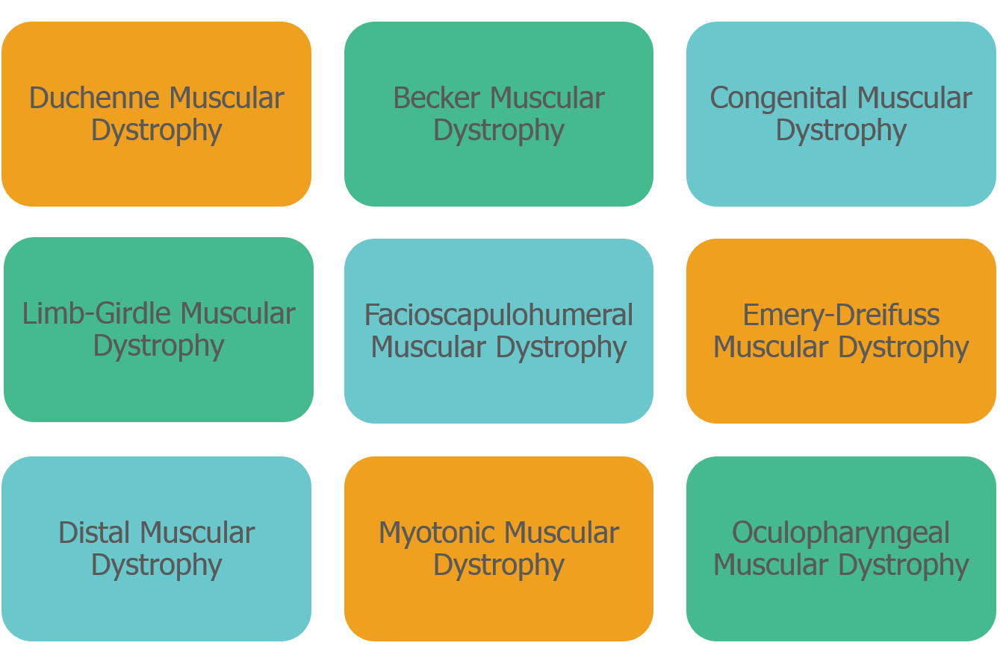 Duchenne Muscular
Dystrophy
Becker Muscular
Dystrophy
Congenital Muscular
Dystrophy
Limb-Girdle Muscular
Dystrophy
Facioscapulohumeral
Muscular Dystrophy
Emery-Dreifuss
Muscular Dystrophy
Distal Muscular
Dystrophy
Myotonic Muscular
Dystrophy
Oculopharyngeal
Muscular Dystrophy